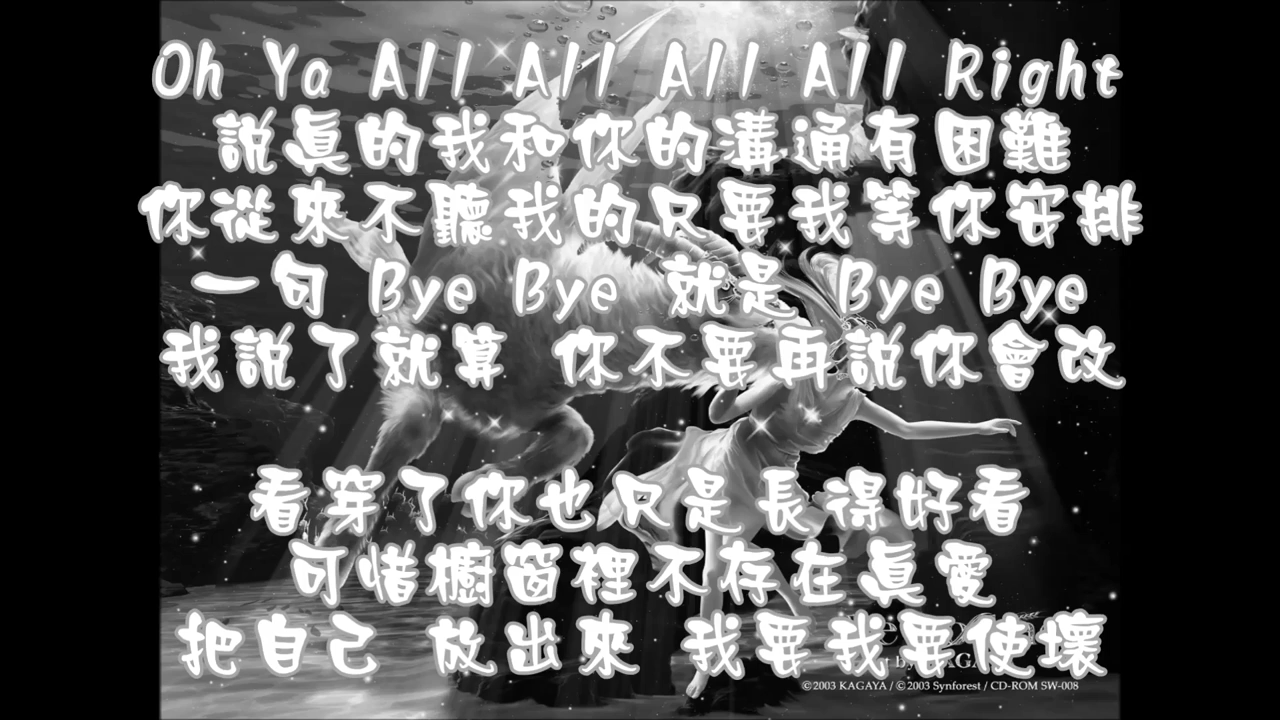 Oh Ya All All All All Right
說真的我和你的溝通有困難
你從來不聽我的只要我等你安排
一句 Bye Bye 就是 Bye Bye
我說了就算 你不要再說你會改
看穿了你也只是長得好看
可惜櫥窗裡不存在真愛
把自己 放出來 我要我要使壞
©2003 KAGAYA / ©2003 Synforest / CD-ROM SW-008